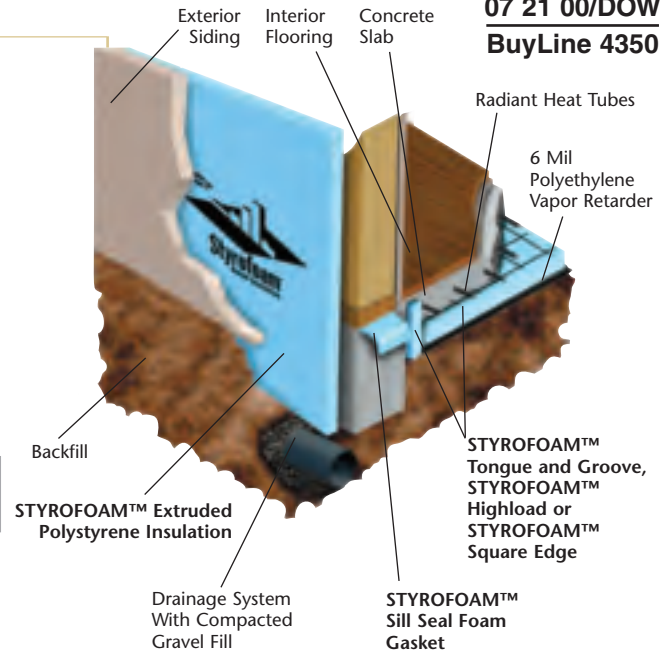 07 21 00/DOW
BuyLine 4350
Exterior
Siding
Interior
Flooring
Concrete
Slab
Radiant Heat Tubes
6 Mil
Polyethylene
Vapor Retarder
Styrofoam
Backfill
STYROFOAM™ Extruded
Polystyrene Insulation
Drainage System
With Compacted
Gravel Fill
STYROFOAM™
Sill Seal Foam
Gasket
STYROFOAM™
Tongue and Groove,
STYROFOAM™
Highload or
STYROFOAM™
Square Edge